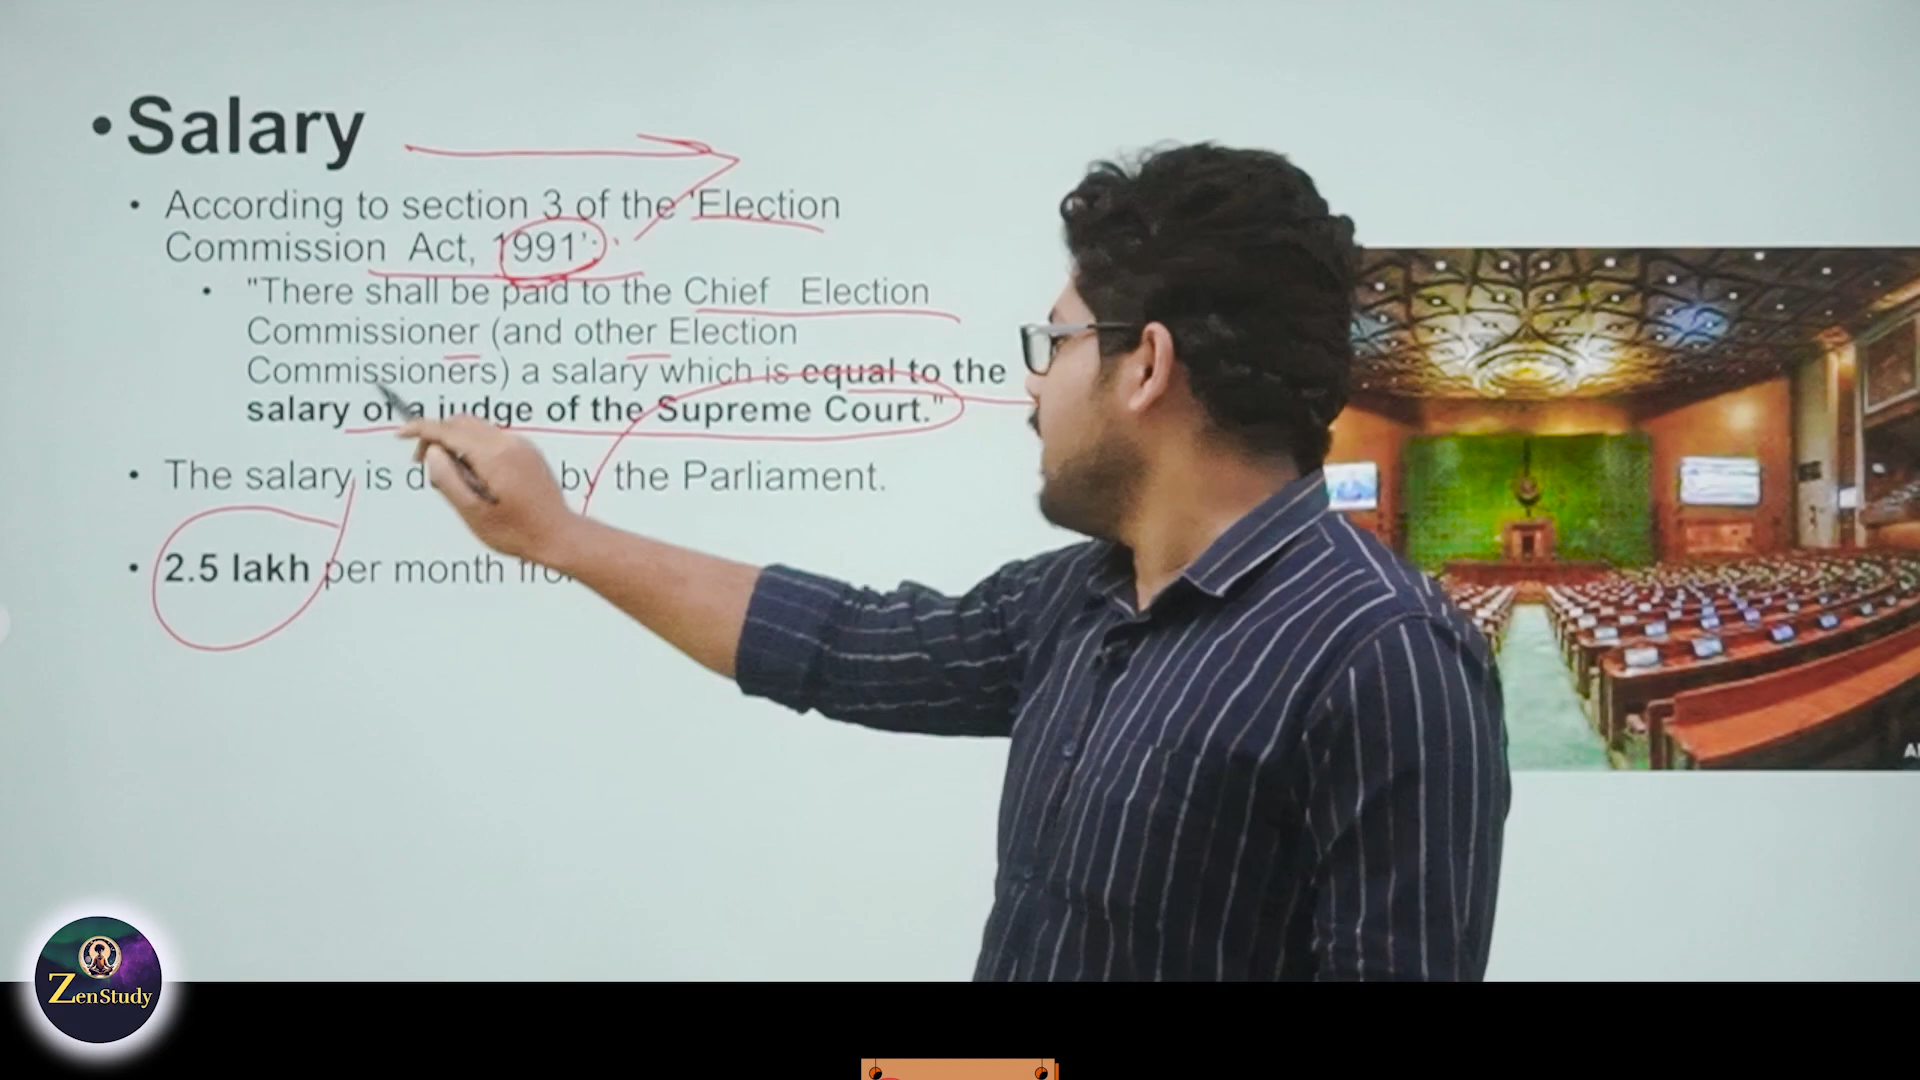 • Salary
• According to section 3 of the 'Election
Commission Act, 1991':
• "There shall be paid to the Chief Election
Commissioner (and other Election
Commissioners) a salary which is equal to the
salary of a judge of the Supreme Court."
• The salary is by the Parliament.
• 2.5 lakh per month
ZenStudy